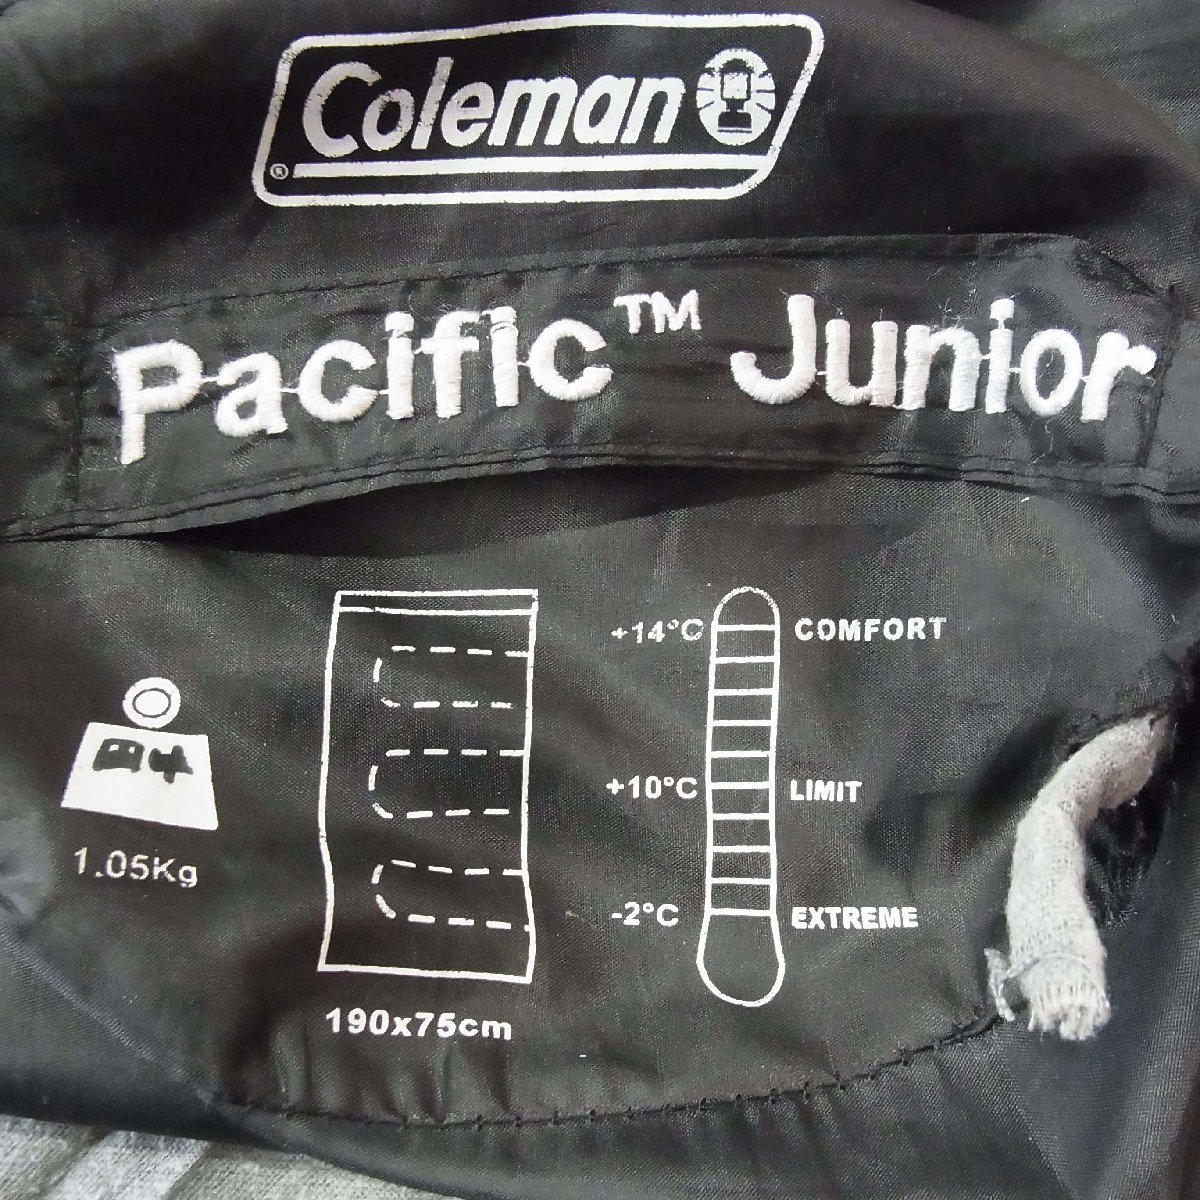 Coleman
®
Pacific™ Junior
+14°C COMFORT
+10°C LIMIT
-2°C EXTREME
1.05Kg
190x75cm